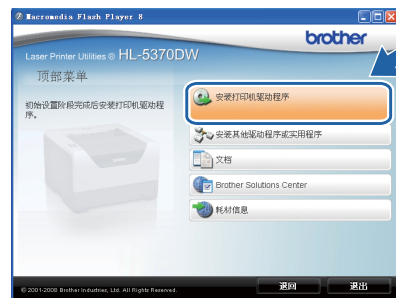 Macromedia Flash Player 8
brother
Laser Printer Utilities ® HL-5370DW
顶部菜单
初始设置阶段完成后安装打印机驱动程
序。
安装打印机驱动程序
安装其他驱动程序或实用程序
文档
Brother Solutions Center
耗材信息
© 2001-2008 Brother Industries, Ltd. All Rights Reserved.
返回
退出